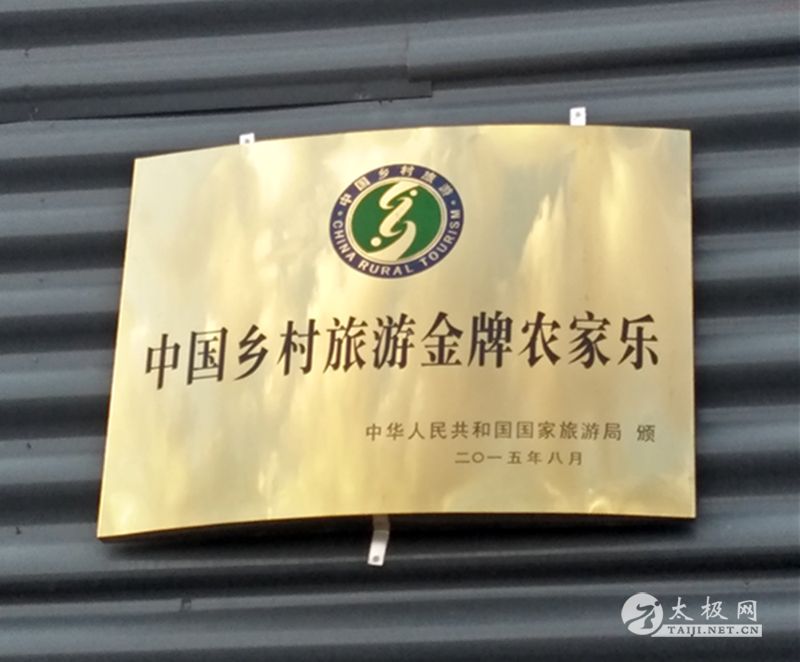 中国乡村旅游
CHINA RURAL TOURISM
中国乡村旅游金牌农家乐
中华人民共和国国家旅游局 颁
二〇一五年八月
太极网
TAIJI.NET.CN